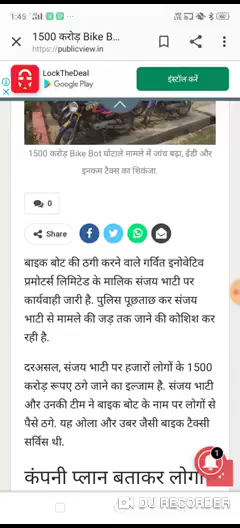 1:45
1500 करोड़ Bike B...
https://publicview.in
LockTheDeal
Google Play
इंस्टॉल करें
1500 करोड़ Bike Bot घोटाले मामले में जांच बढ़ा, ईडी और
इनकम टैक्स का शिकंजा.
0
Share
बाइक बोट की ठगी करने वाले गर्वित इनोवेटिव
प्रमोटर्स लिमिटेड के मालिक संजय भाटी पर
कार्यवाही जारी है. पुलिस पूछताछ कर संजय
भाटी से मामले की जड़ तक जाने की कोशिश कर
रही है.
दरअसल, संजय भाटी पर हजारों लोगों के 1500
करोड़ रूपए ठगे जाने का इल्जाम है. संजय भाटी
और उनकी टीम ने बाइक बोट के नाम पर लोगों से
पैसे ठगे. यह ओला और उबर जैसी बाइक टैक्सी
सर्विस थी.
1
कंपनी प्लान बताकर लोगों
DU RECORDER